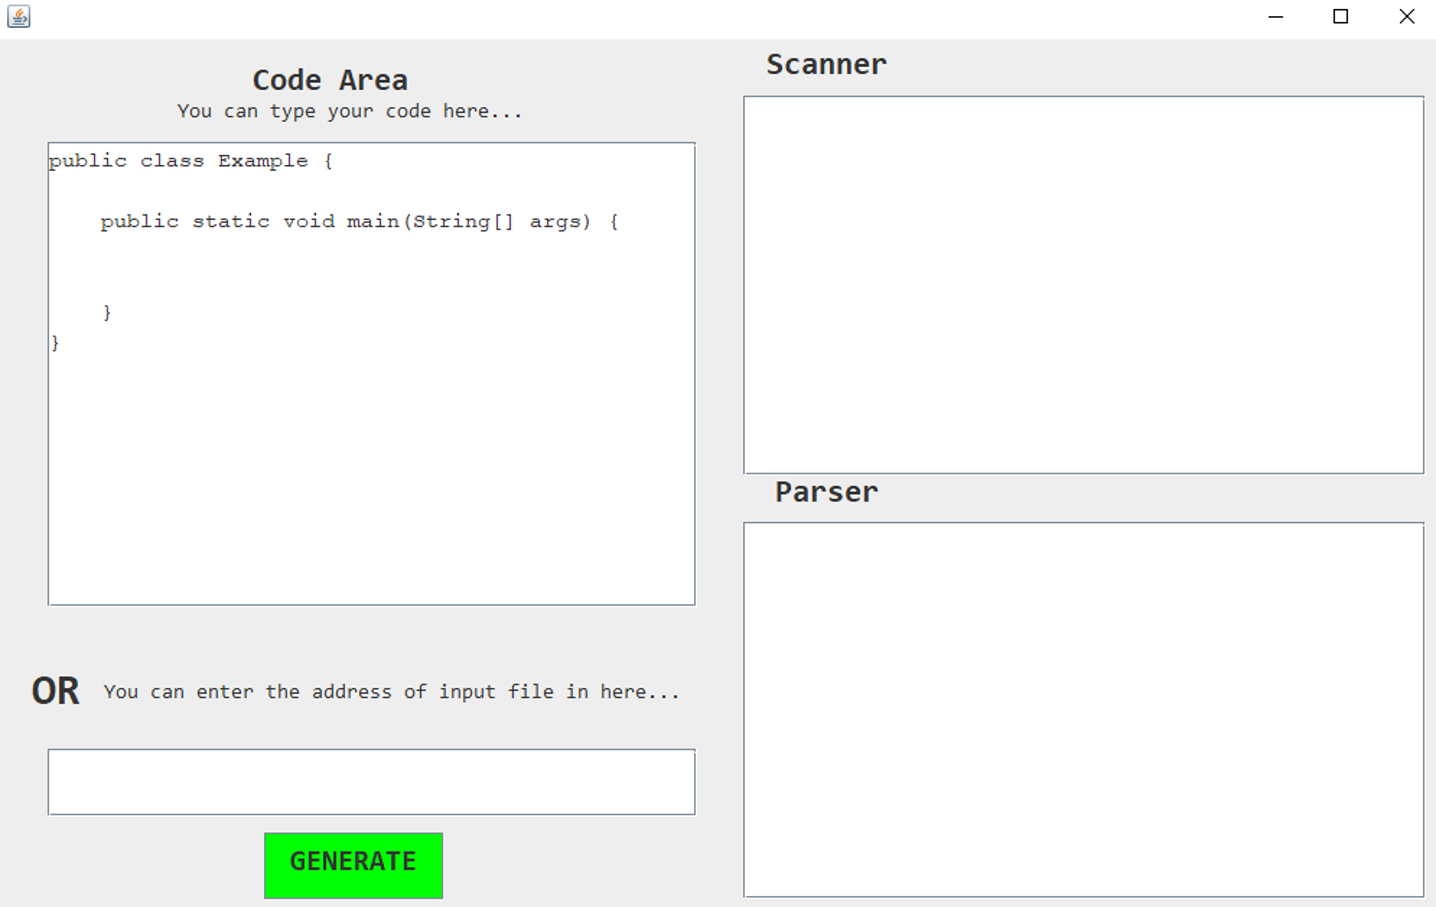 Code Area
You can type your code here...
public class Example {
public static void main(String[] args) {
}
}
OR You can enter the address of input file in here...
GENERATE
Scanner
Parser